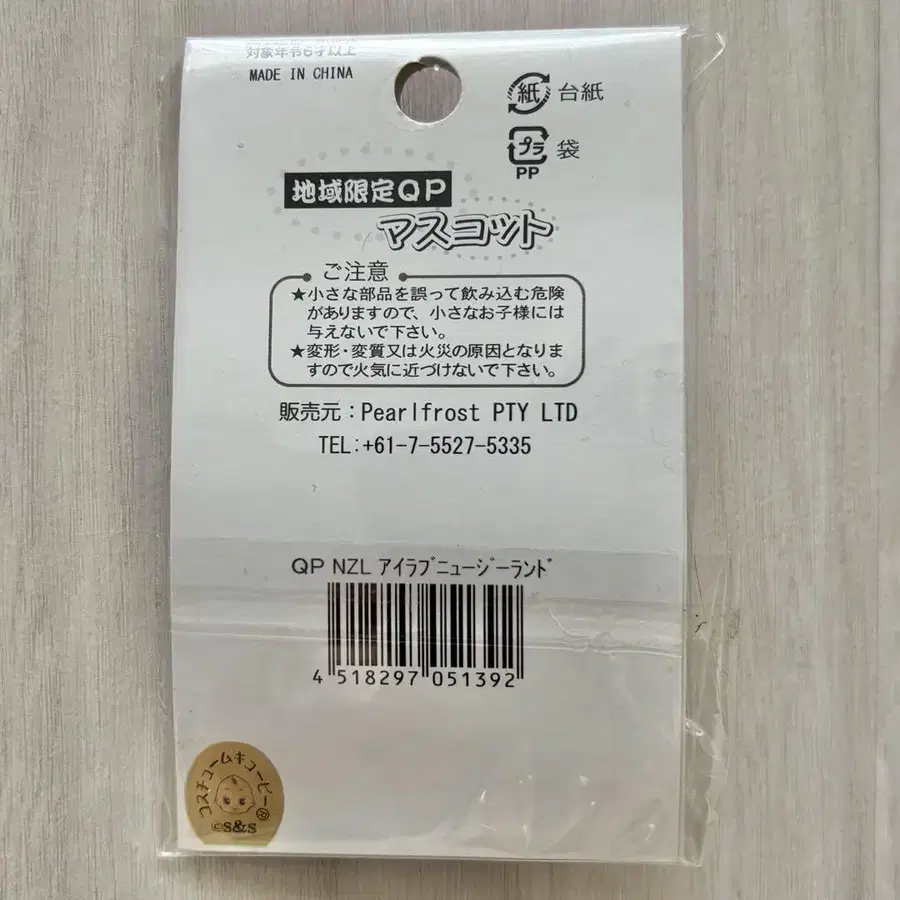 対象年令6才以上
MADE IN CHINA
紙 台紙
プラ 袋
PP
地域限定QP
マスコット
ご注意
★小さな部品を誤って飲み込む危険
がありますので、小さなお子様には
与えないで下さい。
★変形・変質又は火災の原因となりま
すので火気に近づけないで下さい。
販売元：Pearlfrost PTY LTD
TEL:+61-7-5527-5335
QP NZL アイラブニュージーランド
4 518297 051392
コスチュームキューピー®
©S&S